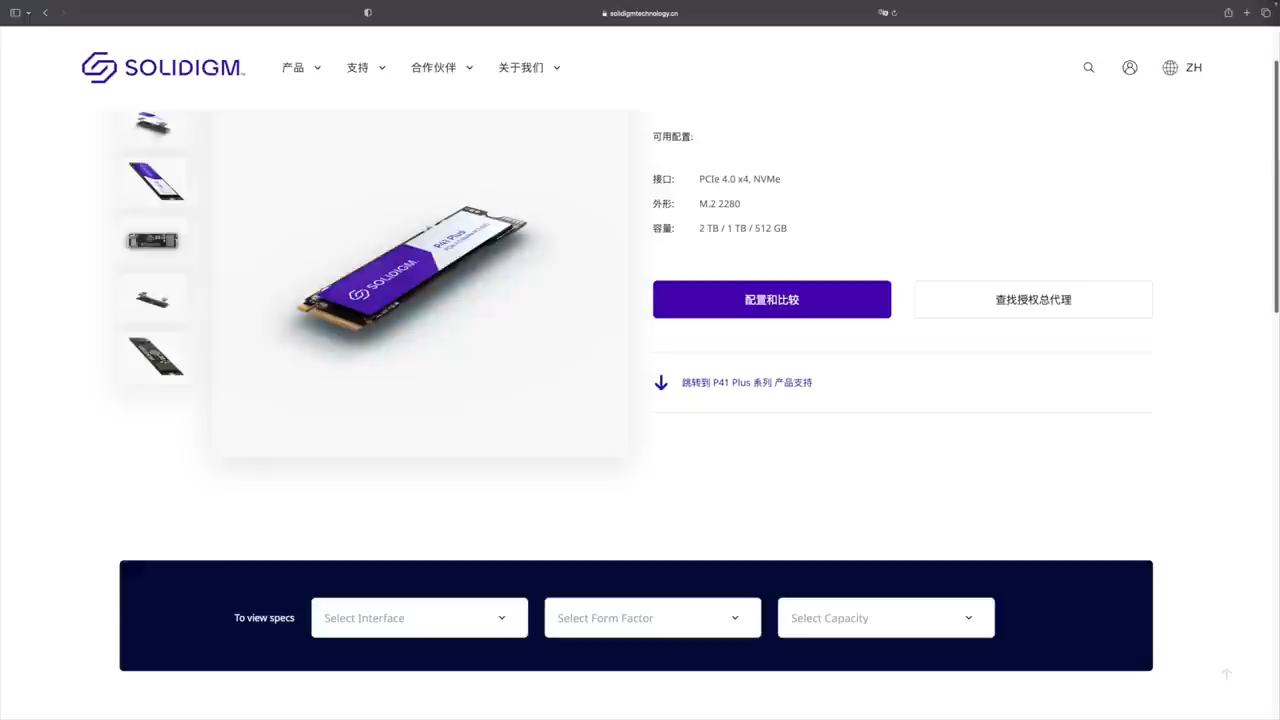 solidigmtechnology.cn
SOLIDIGM
产品
支持
合作伙伴
关于我们
ZH
可用配置:
接口: PCIe 4.0 x4, NVMe
外形: M.2 2280
容量: 2 TB / 1 TB / 512 GB
P41 Plus
SOLIDIGM
配置和比较
查找授权总代理
跳转到 P41 Plus 系列 产品支持
To view specs
Select Interface
Select Form Factor
Select Capacity